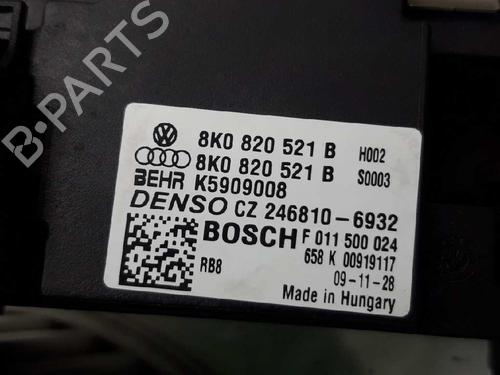 8K0 820 521 B H002
8K0 820 521 B S0003
BEHR K5909008
DENSO CZ 246810-6932
BOSCH F 011 500 024
658 K 00919117
RB8 09-11-28
Made in Hungary
B-PARTS